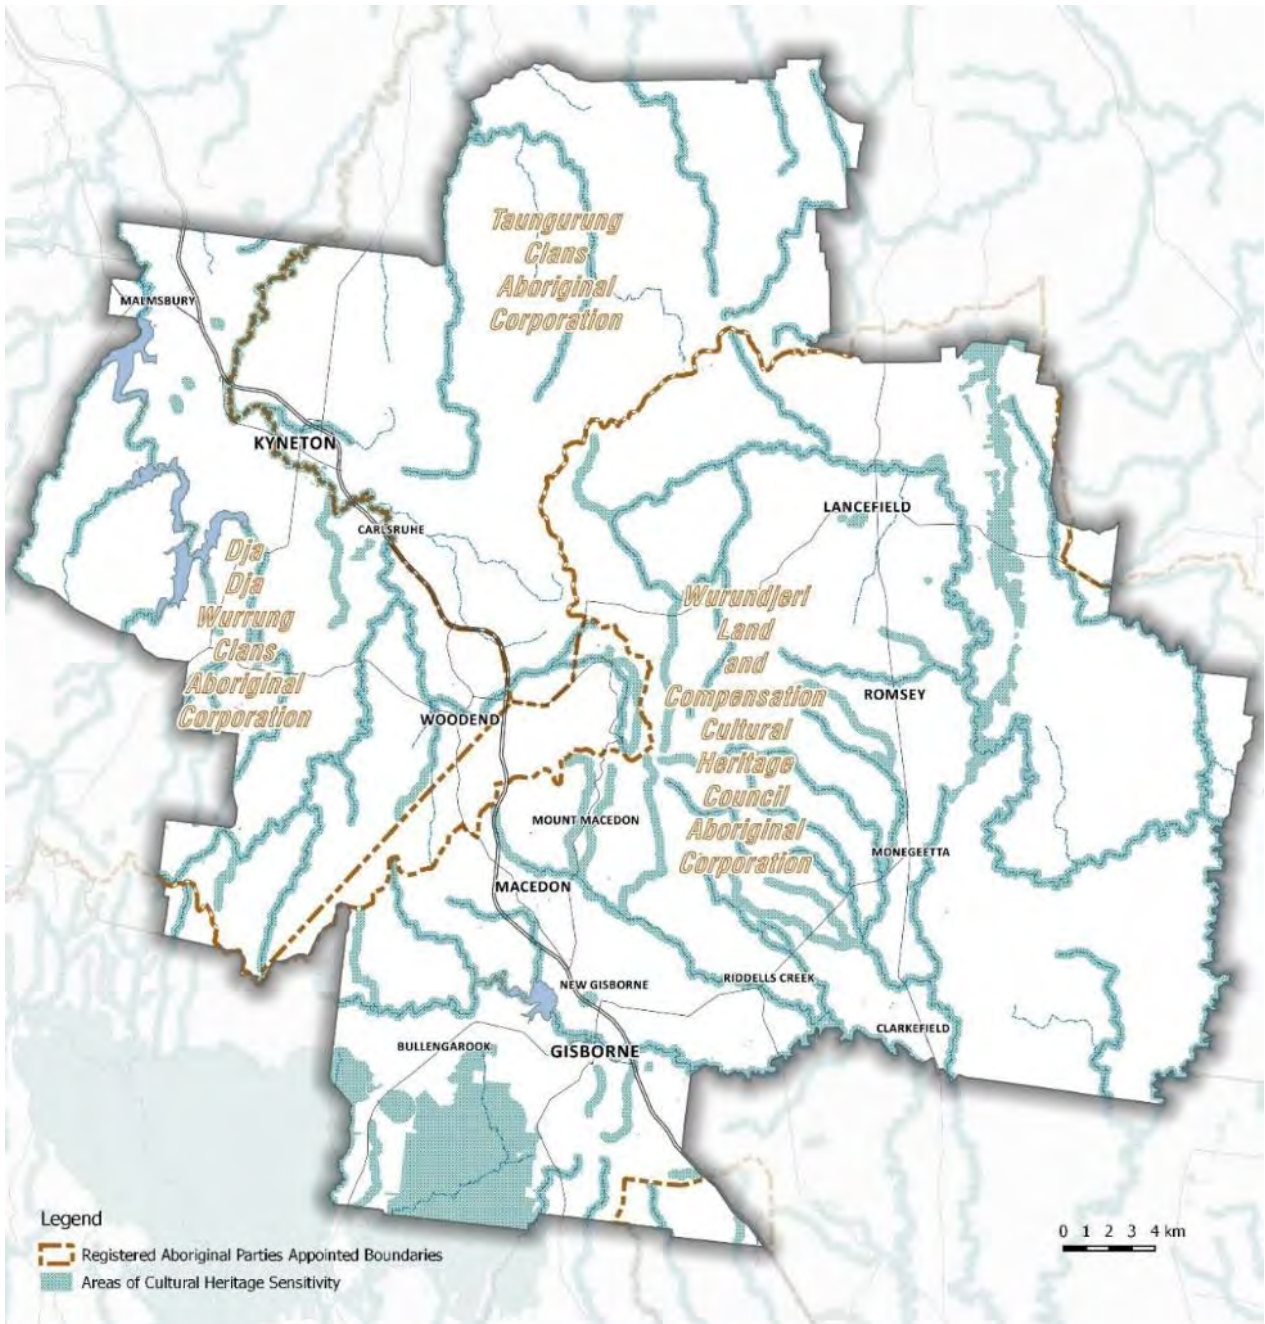 Taungurung
Clans
Aboriginal
Corporation
MALMSBURY
KYNETON
LANCEFIELD
CARLSRUHE
Dja
Dja
Wurrung
Clans
Aboriginal
Corporation
Wurundjeri
Land
and
Compensation
Cultural
Heritage
Council
Aboriginal
Corporation
ROMSEY
WOODEND
MOUNT MACEDON
MONEGEETTA
MACEDON
RIDDELLS CREEK
NEW GISBORNE
CLARKEFIELD
BULLENGAROOK
GISBORNE
Legend
Registered Aboriginal Parties Appointed Boundaries
Areas of Cultural Heritage Sensitivity
0 1 2 3 4 km